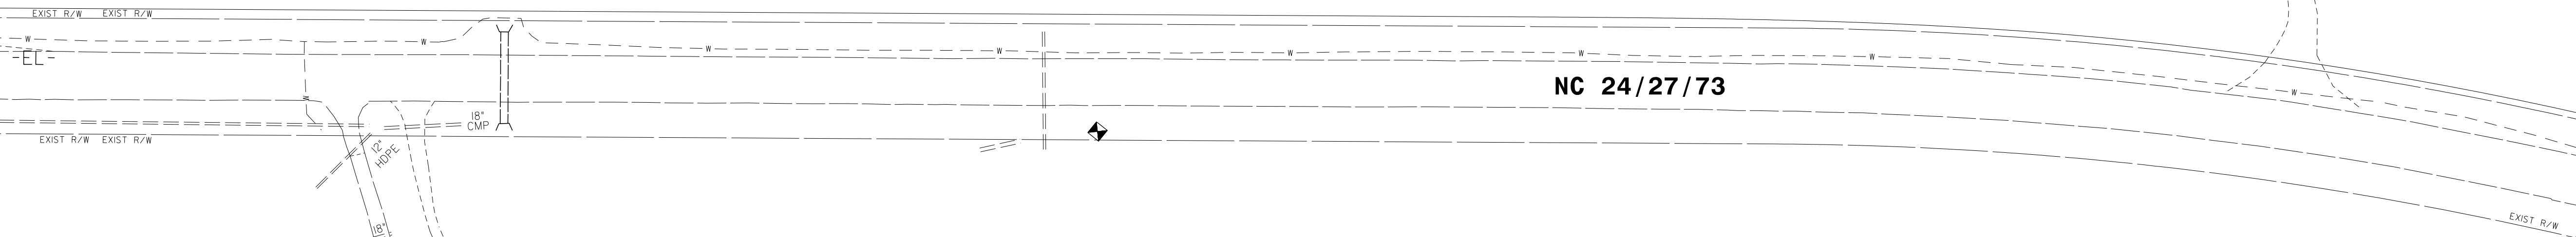 EXIST R/W EXIST R/W
W W W W W W W W
-EL-
NC 24/27/73
18"
CMP
EXIST R/W EXIST R/W
12"
HDPE
18"
EXIST R/W